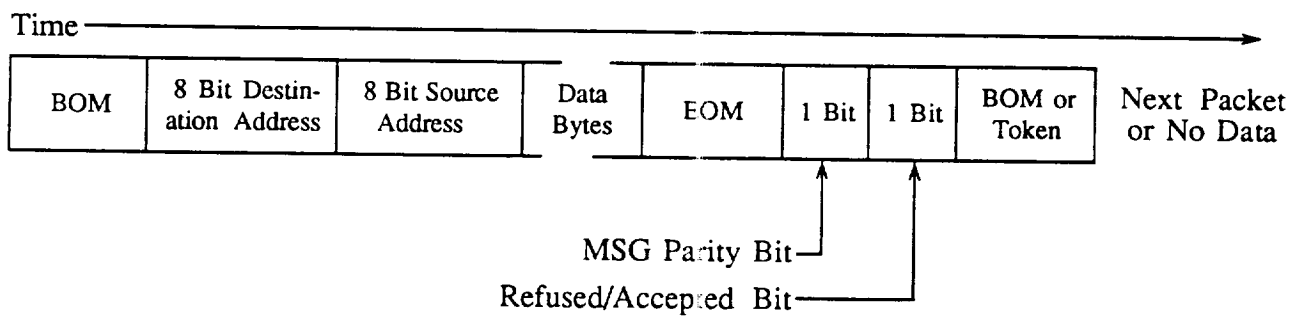 Time
BOM
8 Bit Destin-
ation Address
8 Bit Source
Address
Data
Bytes
EOM
1 Bit
1 Bit
BOM or
Token
Next Packet
or No Data
MSG Parity Bit
Refused/Accepted Bit